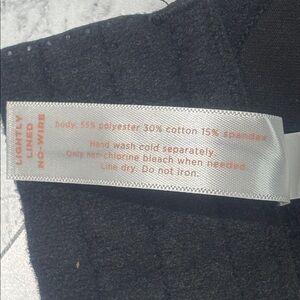 LIGHTLY
LINED
NO-WIRE
body: 55% polyester 30% cotton 15% spandex
Hand wash cold separately.
Only non-chlorine bleach when needed.
Line dry. Do not iron.